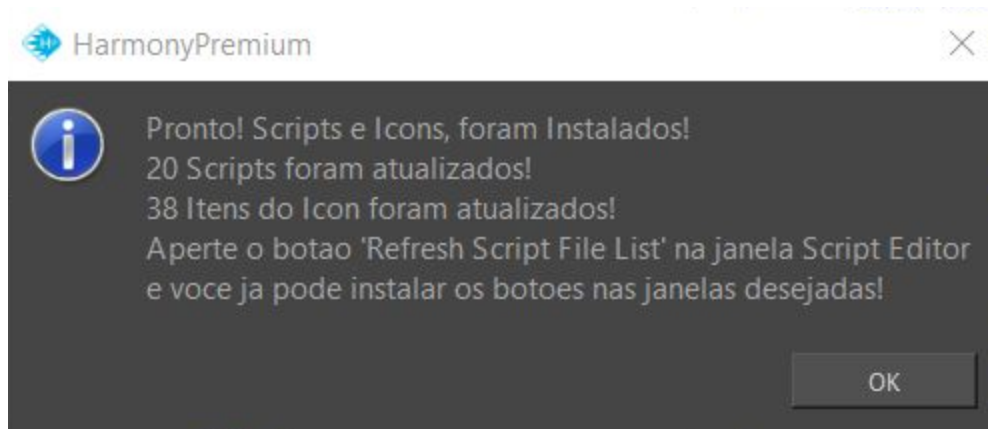 HarmonyPremium
Pronto! Scripts e Icons, foram Instalados!
20 Scripts foram atualizados!
38 Itens do Icon foram atualizados!
Aperte o botao 'Refresh Script File List' na janela Script Editor
e voce ja pode instalar os botoes nas janelas desejadas!
OK